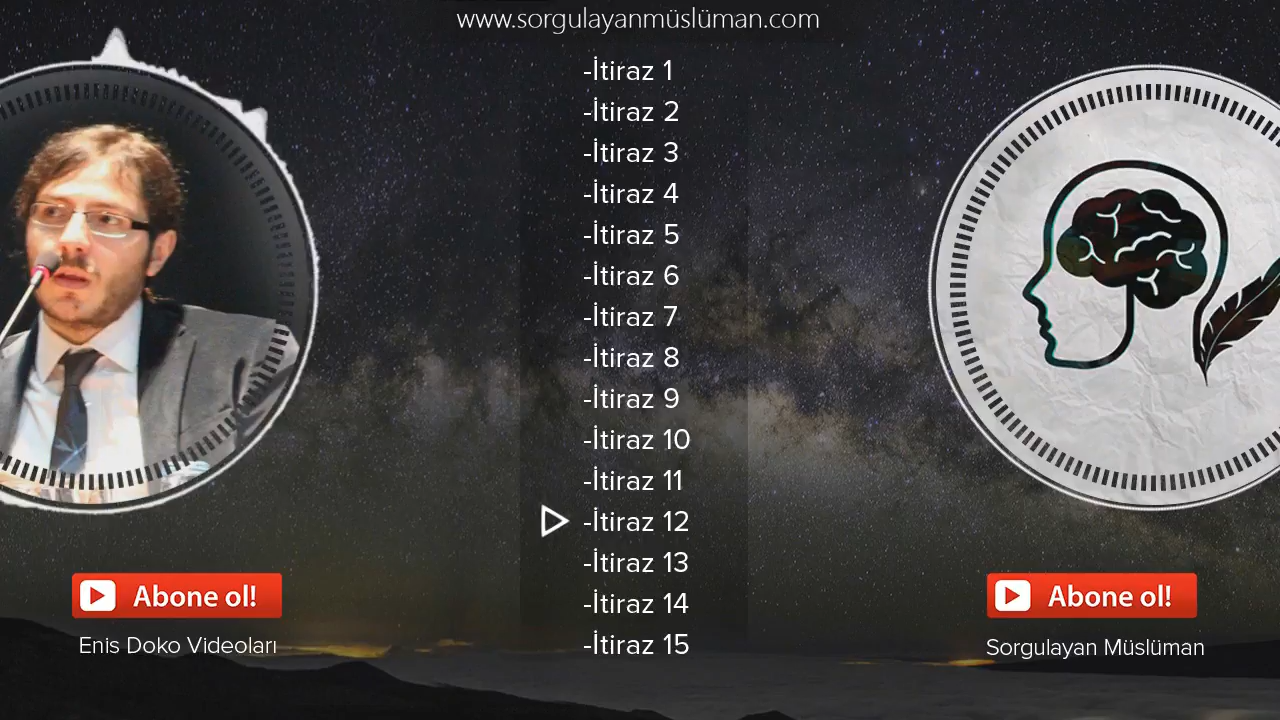 www.sorgulayanmüslüman.com
-İtiraz 1
-İtiraz 2
-İtiraz 3
-İtiraz 4
-İtiraz 5
-İtiraz 6
-İtiraz 7
-İtiraz 8
-İtiraz 9
-İtiraz 10
-İtiraz 11
-İtiraz 12
-İtiraz 13
-İtiraz 14
-İtiraz 15
Abone ol!
Enis Doko Videoları
Abone ol!
Sorgulayan Müslüman